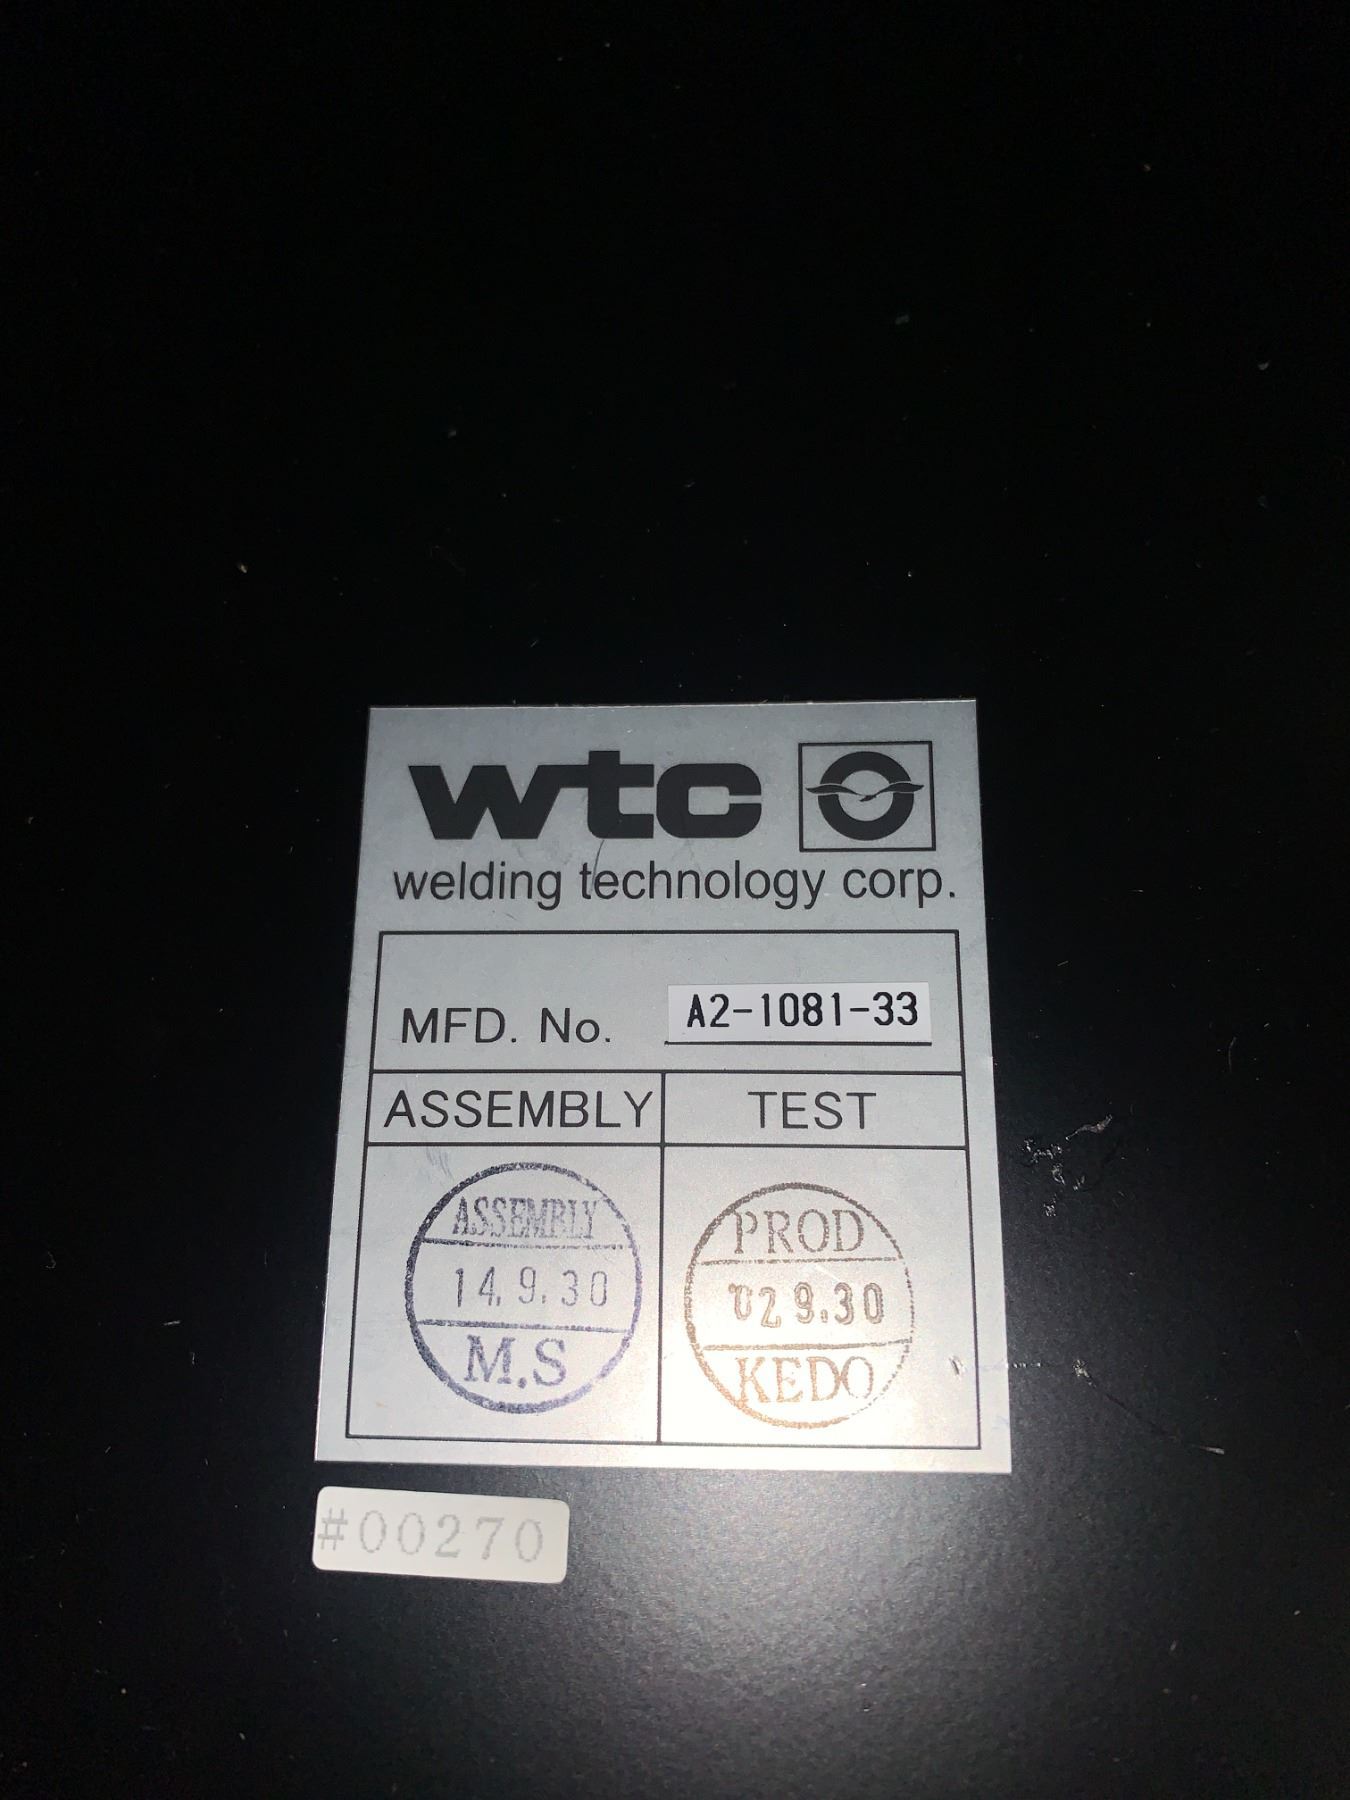 wtc
welding technology corp.
MFD. No. A2-1081-33
ASSEMBLY TEST
ASSEMBLY
14.9.30
M.S
PROD
29.30
KEDO
#00270